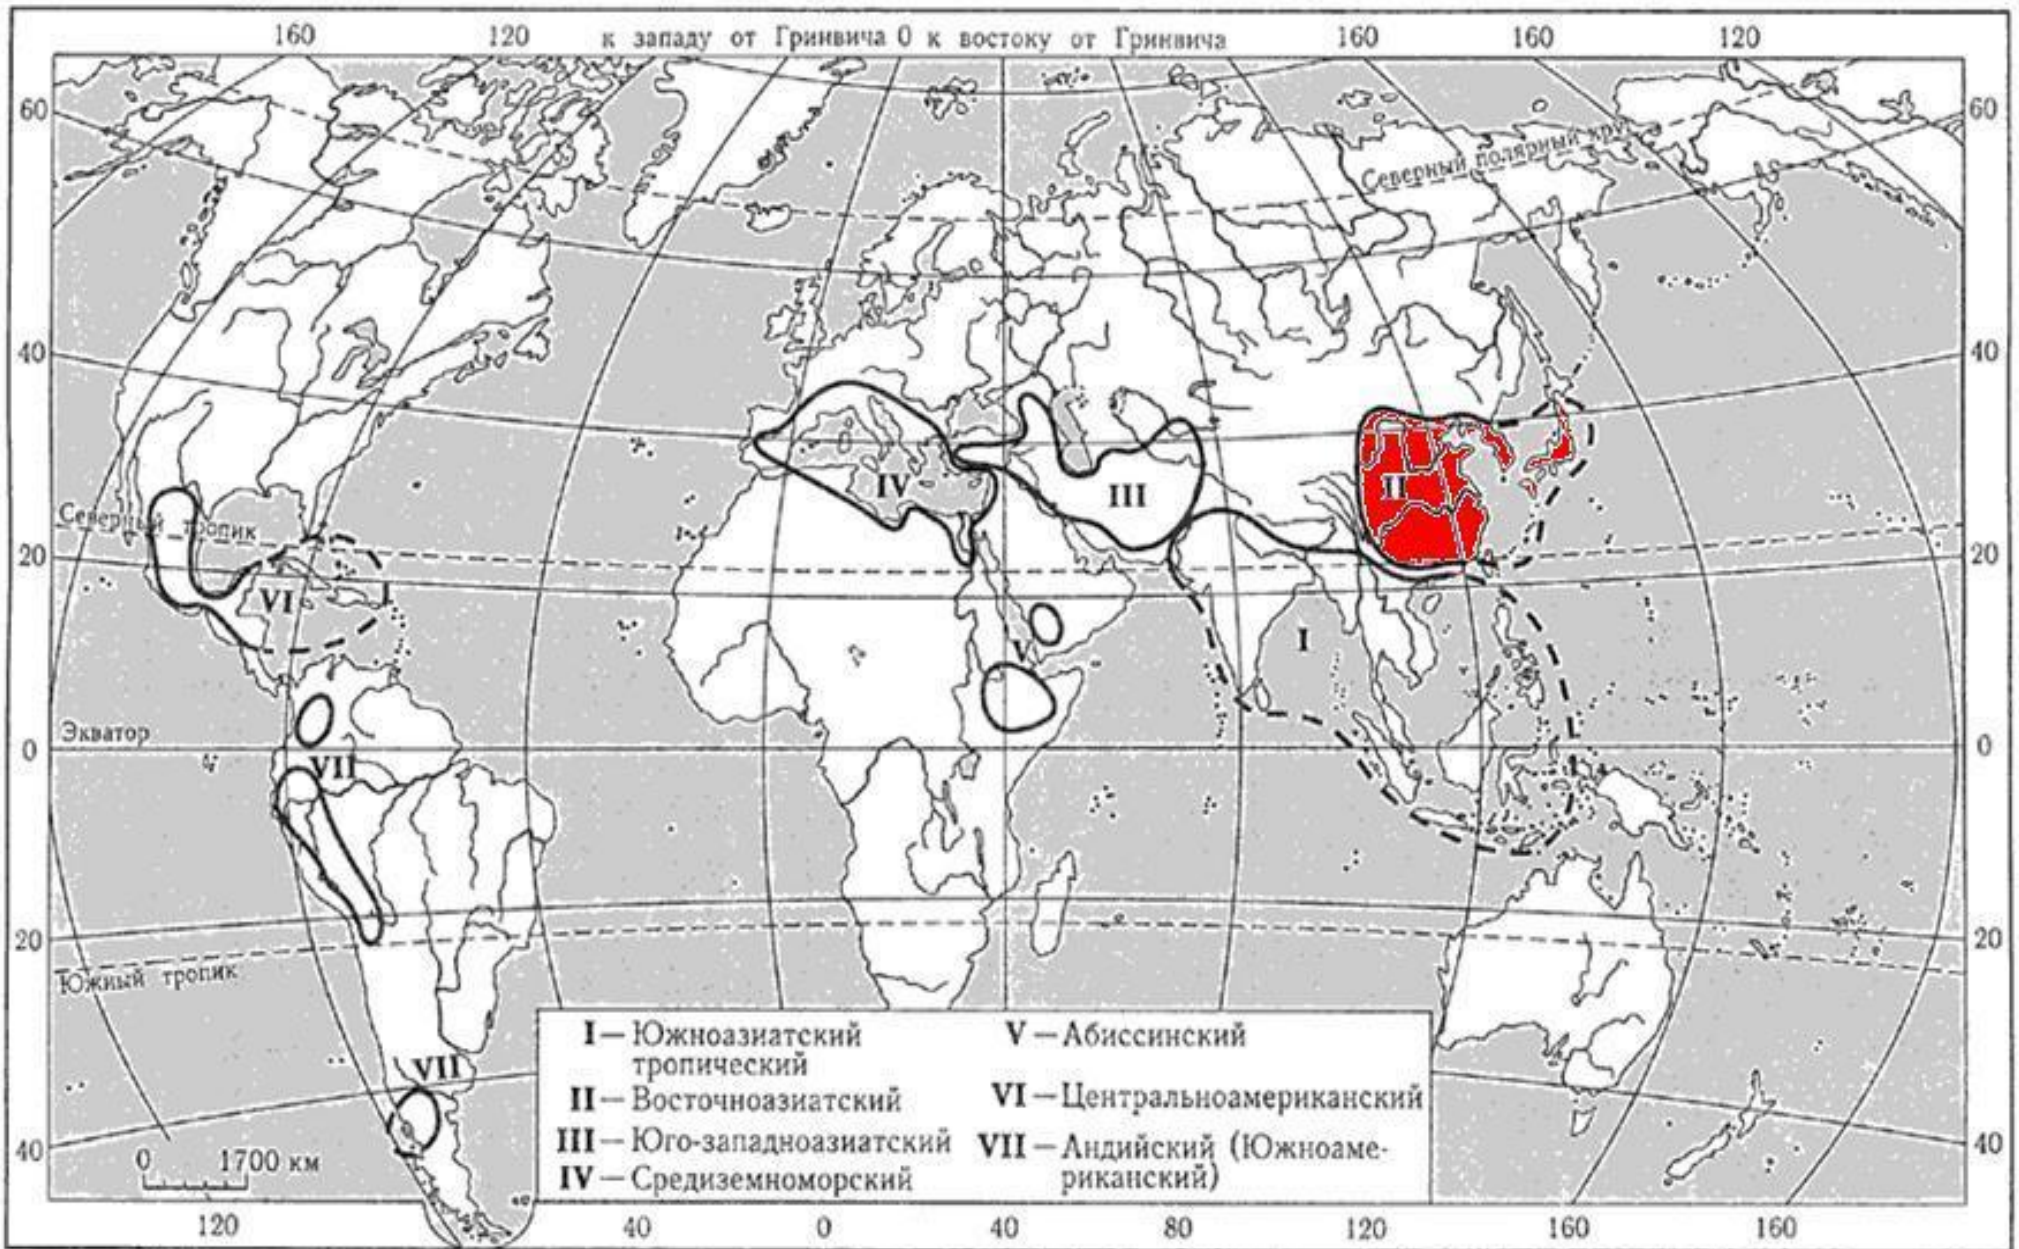 160 120 к западу от Гринвича 0 к востоку от Гринвича 160 160 120
60 60
Северный полярный круг
40 40
II
IV III
Северный тропик
20 20
VI
V I
Экватор
0 0
VII
20 20
Южный тропик
VII
I — Южноазиатский
тропический
II — Восточноазиатский
III — Юго-западноазиатский
IV — Средиземноморский
V — Абиссинский
VI — Центральноамериканский
VII — Андийский (Южноаме-
риканский)
40 40
0 1700 км
120 40 0 40 80 120 160 160